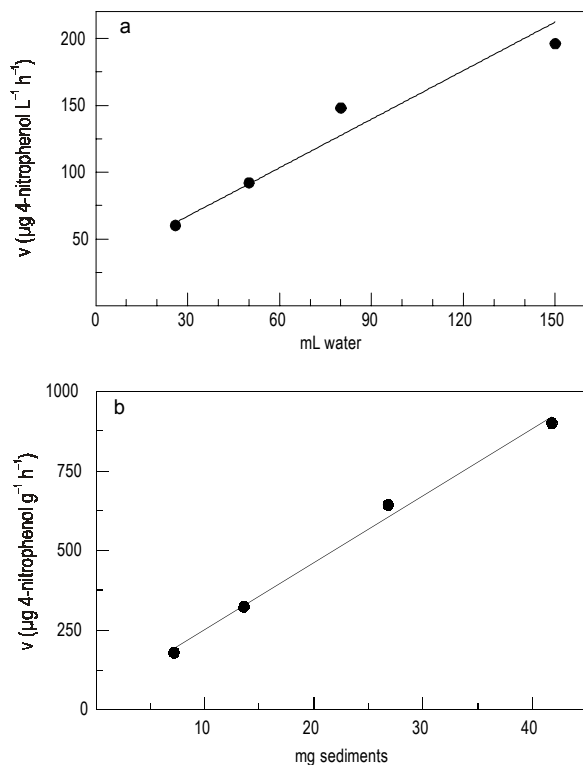 a
200
150
100
50
v (µg 4-nitrophenol L⁻¹ h⁻¹)
0 30 60 90 120 150
mL water
b
1000
750
500
250
0
v (µg 4-nitrophenol g⁻¹ h⁻¹)
10 20 30 40
mg sediments